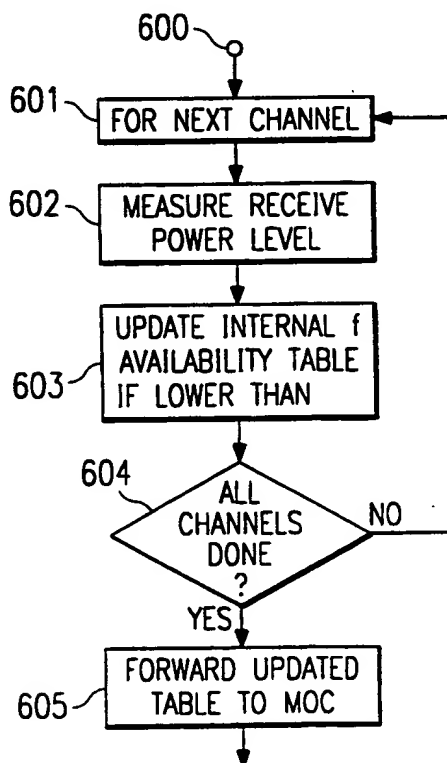 600
601
FOR NEXT CHANNEL
602
MEASURE RECEIVE
POWER LEVEL
603
UPDATE INTERNAL f
AVAILABILITY TABLE
IF LOWER THAN
604
ALL
CHANNELS
DONE
?
NO
YES
605
FORWARD UPDATED
TABLE TO MOC